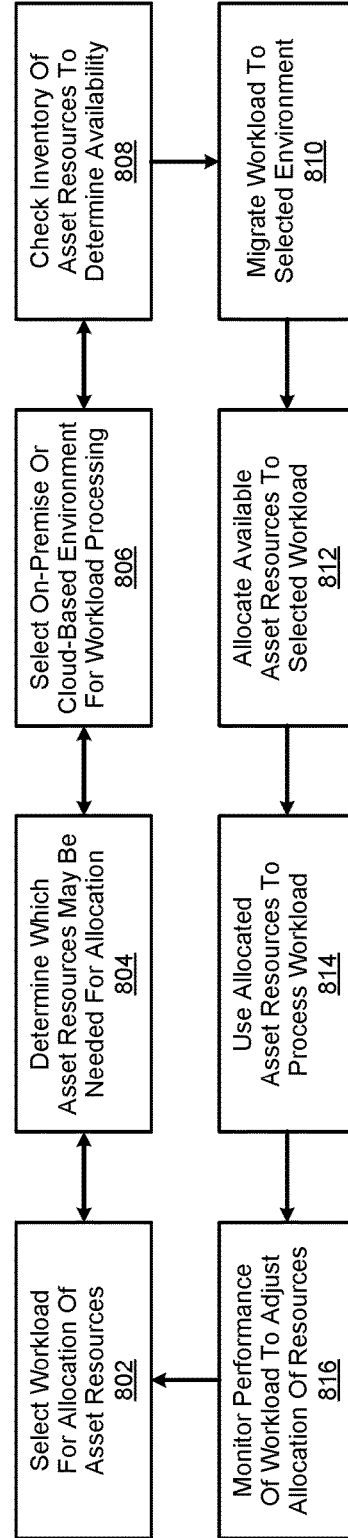 Select Workload
For Allocation Of
Asset Resources
802
Determine Which
Asset Resources May Be
Needed For Allocation
804
Select On-Premise Or
Cloud-Based Environment
For Workload Processing
806
Check Inventory Of
Asset Resources To
Determine Availability
808
Migrate Workload To
Selected Environment
810
Allocate Available
Asset Resources To
Selected Workload
812
Use Allocated
Asset Resources To
Process Workload
814
Monitor Performance
Of Workload To Adjust
Allocation Of Resources
816